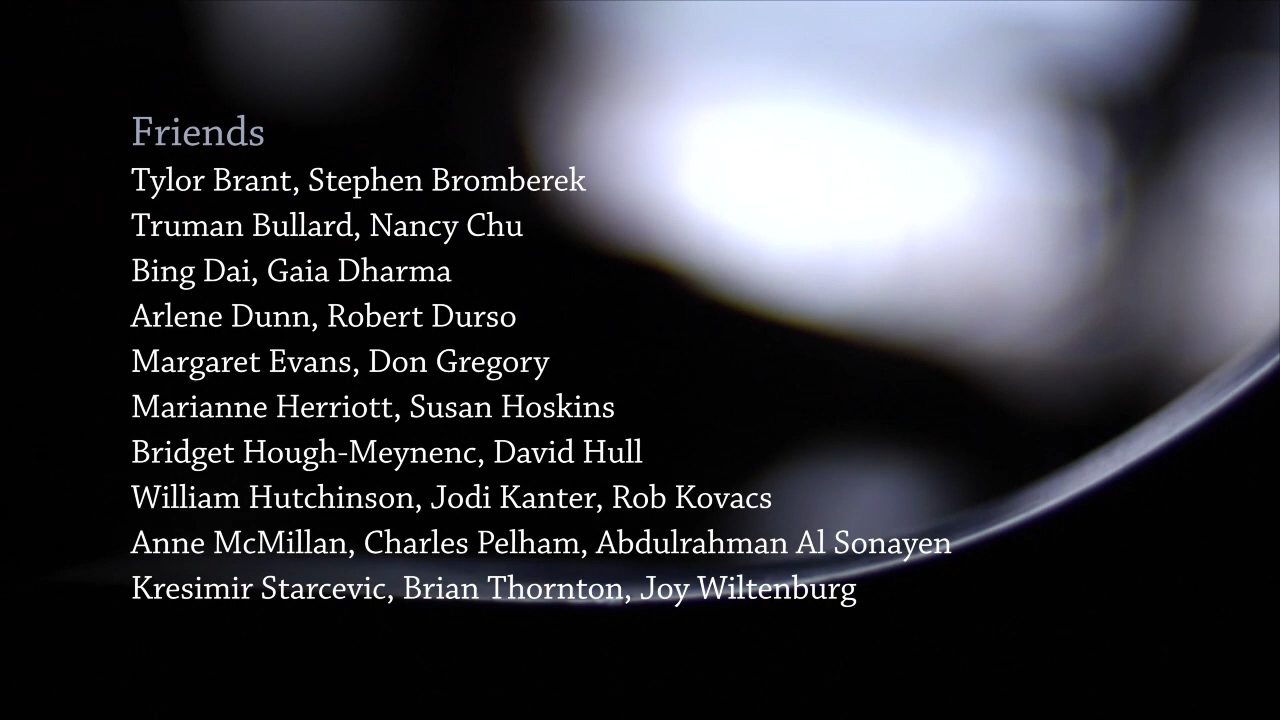 Friends
Tylor Brant, Stephen Bromberek
Truman Bullard, Nancy Chu
Bing Dai, Gaia Dharma
Arlene Dunn, Robert Durso
Margaret Evans, Don Gregory
Marianne Herriott, Susan Hoskins
Bridget Hough-Meynenc, David Hull
William Hutchinson, Jodi Kanter, Rob Kovacs
Anne McMillan, Charles Pelham, Abdulrahman Al Sonayen
Kresimir Starcevic, Brian Thornton, Joy Wiltenburg